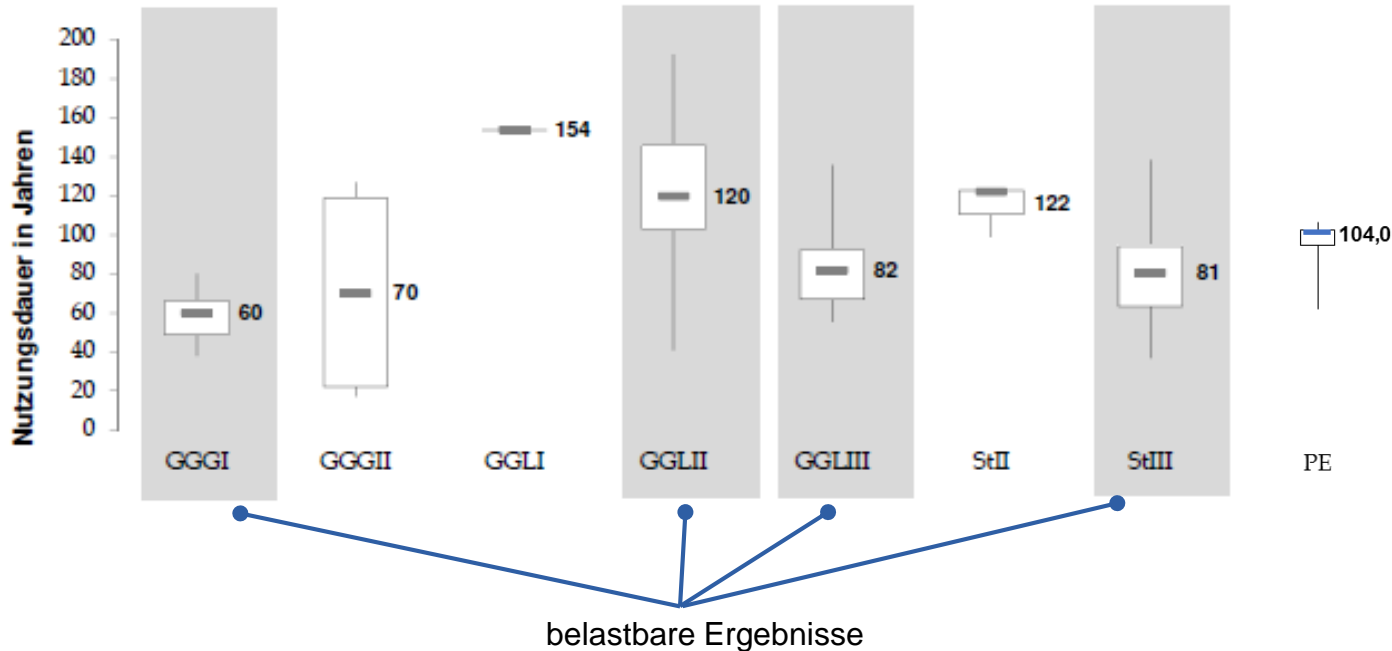 Nutzungsdauer in Jahren
200
180
160
140
120
100
80
60
40
20
0
60
70
154
120
82
122
81
104,0
GGGI
GGGII
GGLI
GGLII
GGLIII
StII
StIII
PE
belastbare Ergebnisse